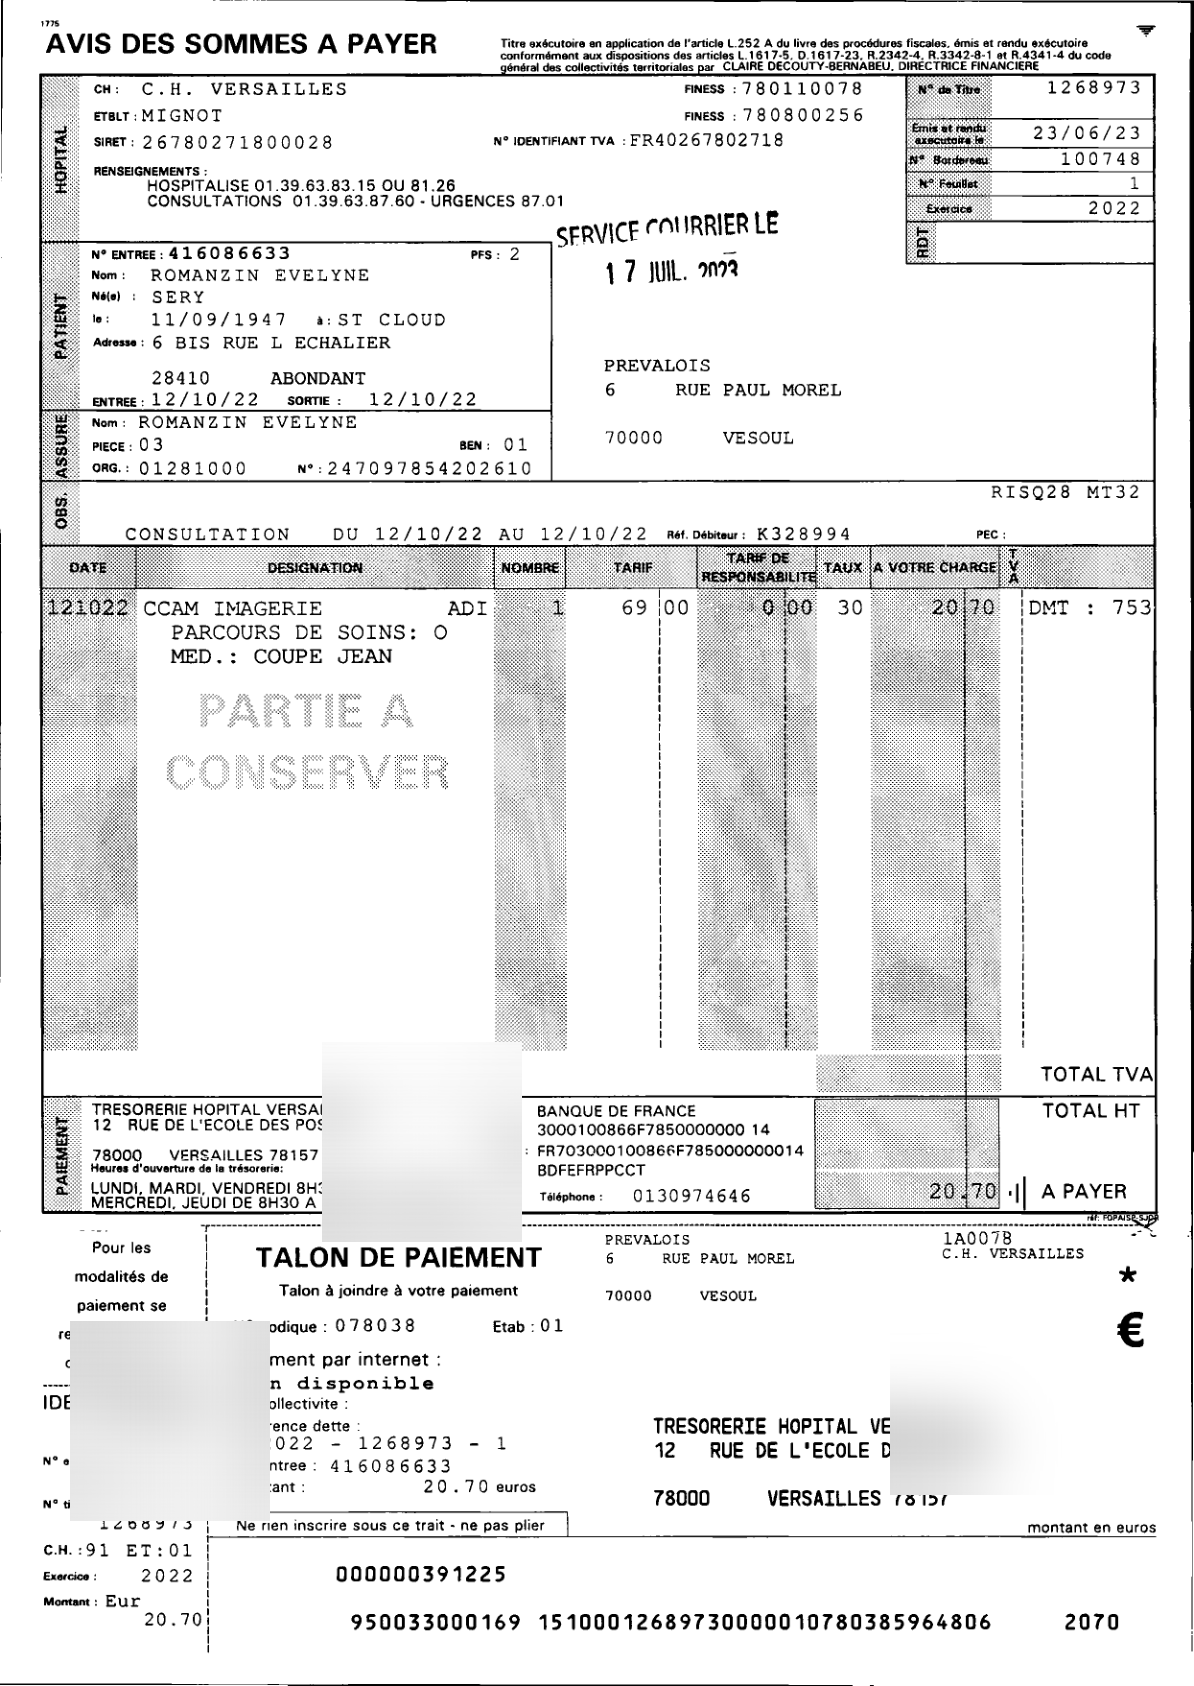 1775
AVIS DES SOMMES A PAYER
Titre exécutoire en application de l'article L.252 A du livre des procédures fiscales, émis et rendu exécutoire
conformément aux dispositions des articles L.1617-5, D.1617-23, R.2342-4, R.3342-8-1 et R.4341-4 du code
général des collectivités territoriales par CLAIRE DECOUTY-BERNABEU, DIRECTRICE FINANCIERE
HOPITAL
CH : C.H. VERSAILLES FINESS : 780110078
ETBLT : MIGNOT FINESS : 780800256
SIRET : 26780271800028 N° IDENTIFIANT TVA : FR40267802718
RENSEIGNEMENTS :
HOSPITALISE 01.39.63.83.15 OU 81.26
CONSULTATIONS 01.39.63.87.60 - URGENCES 87.01
N° de Titre 1268973
Emis et rendu exécutoire le 23/06/23
N° Bordereau 100748
N° Feuillet 1
Exercice 2022
RDT
SERVICE COURRIER LE
17 JUIL. 2023
PATIENT
N° ENTREE : 416086633 PFS : 2
Nom : ROMANZIN EVELYNE
Né(e) : SERY
le : 11/09/1947 à : ST CLOUD
Adresse : 6 BIS RUE L ECHALIER
28410 ABONDANT
ENTREE : 12/10/22 SORTIE : 12/10/22
PREVALOIS
6 RUE PAUL MOREL
70000 VESOUL
ASSURE
Nom : ROMANZIN EVELYNE
PIECE : 03 BEN : 01
ORG. : 01281000 N° : 247097854202610
OBS.
RISQ28 MT32
CONSULTATION DU 12/10/22 AU 12/10/22 Réf. Débiteur : K328994 PEC :
DATE DESIGNATION NOMBRE TARIF TARIF DE RESPONSABILITE TAUX A VOTRE CHARGE TVA
121022 CCAM IMAGERIE ADI 1 69 00 0 00 30 20 70 DMT : 753
PARCOURS DE SOINS: O
MED.: COUPE JEAN
PARTIE A
CONSERVER
TOTAL TVA
PAIEMENT
TRESORERIE HOPITAL VERSA
12 RUE DE L'ECOLE DES POS
78000 VERSAILLES 78157
Heures d'ouverture de la trésorerie:
LUNDI, MARDI, VENDREDI 8H3
MERCREDI, JEUDI DE 8H30 A
BANQUE DE FRANCE
3000100866F7850000000 14
: FR703000100866F785000000014
BDFEFRPPCCT
Téléphone : 0130974646
TOTAL HT
20.70 A PAYER
réf: FOPAISP-SJPR
Pour les
modalités de
paiement se
re
TALON DE PAIEMENT
Talon à joindre à votre paiement
odique : 078038 Etab : 01
ment par internet :
n disponible
ollectivite :
rence dette :
022 - 1268973 - 1
ntree : 416086633
tant : 20.70 euros
Ne rien inscrire sous ce trait - ne pas plier
PREVALOIS
6 RUE PAUL MOREL
70000 VESOUL
1A0078
C.H. VERSAILLES
*
€
TRESORERIE HOPITAL VE
12 RUE DE L'ECOLE D
78000 VERSAILLES 78157
montant en euros
IDE
N° e
N° ti
1268973
C.H. : 91 ET:01
Exercice : 2022
Montant : Eur
20.70
000000391225
950033000169 15100012689730000010780385964806 2070